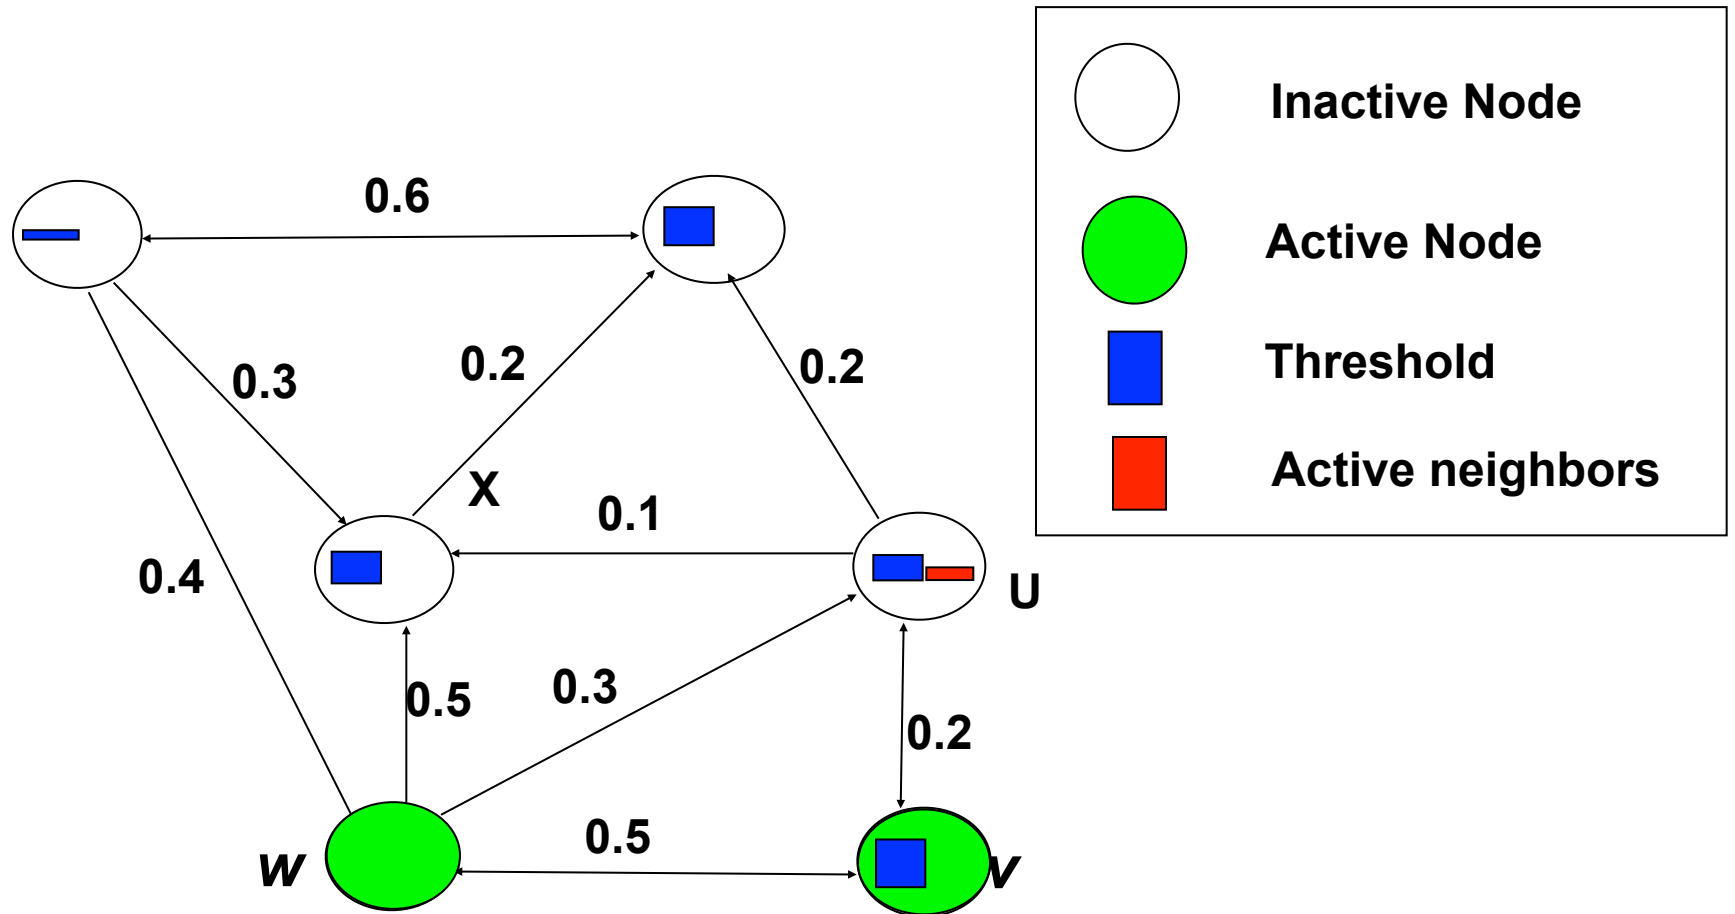 Inactive Node
Active Node
Threshold
Active neighbors
0.6
0.3
0.2
0.2
X
0.1
0.4
U
0.5
0.3
0.2
0.5
w
v